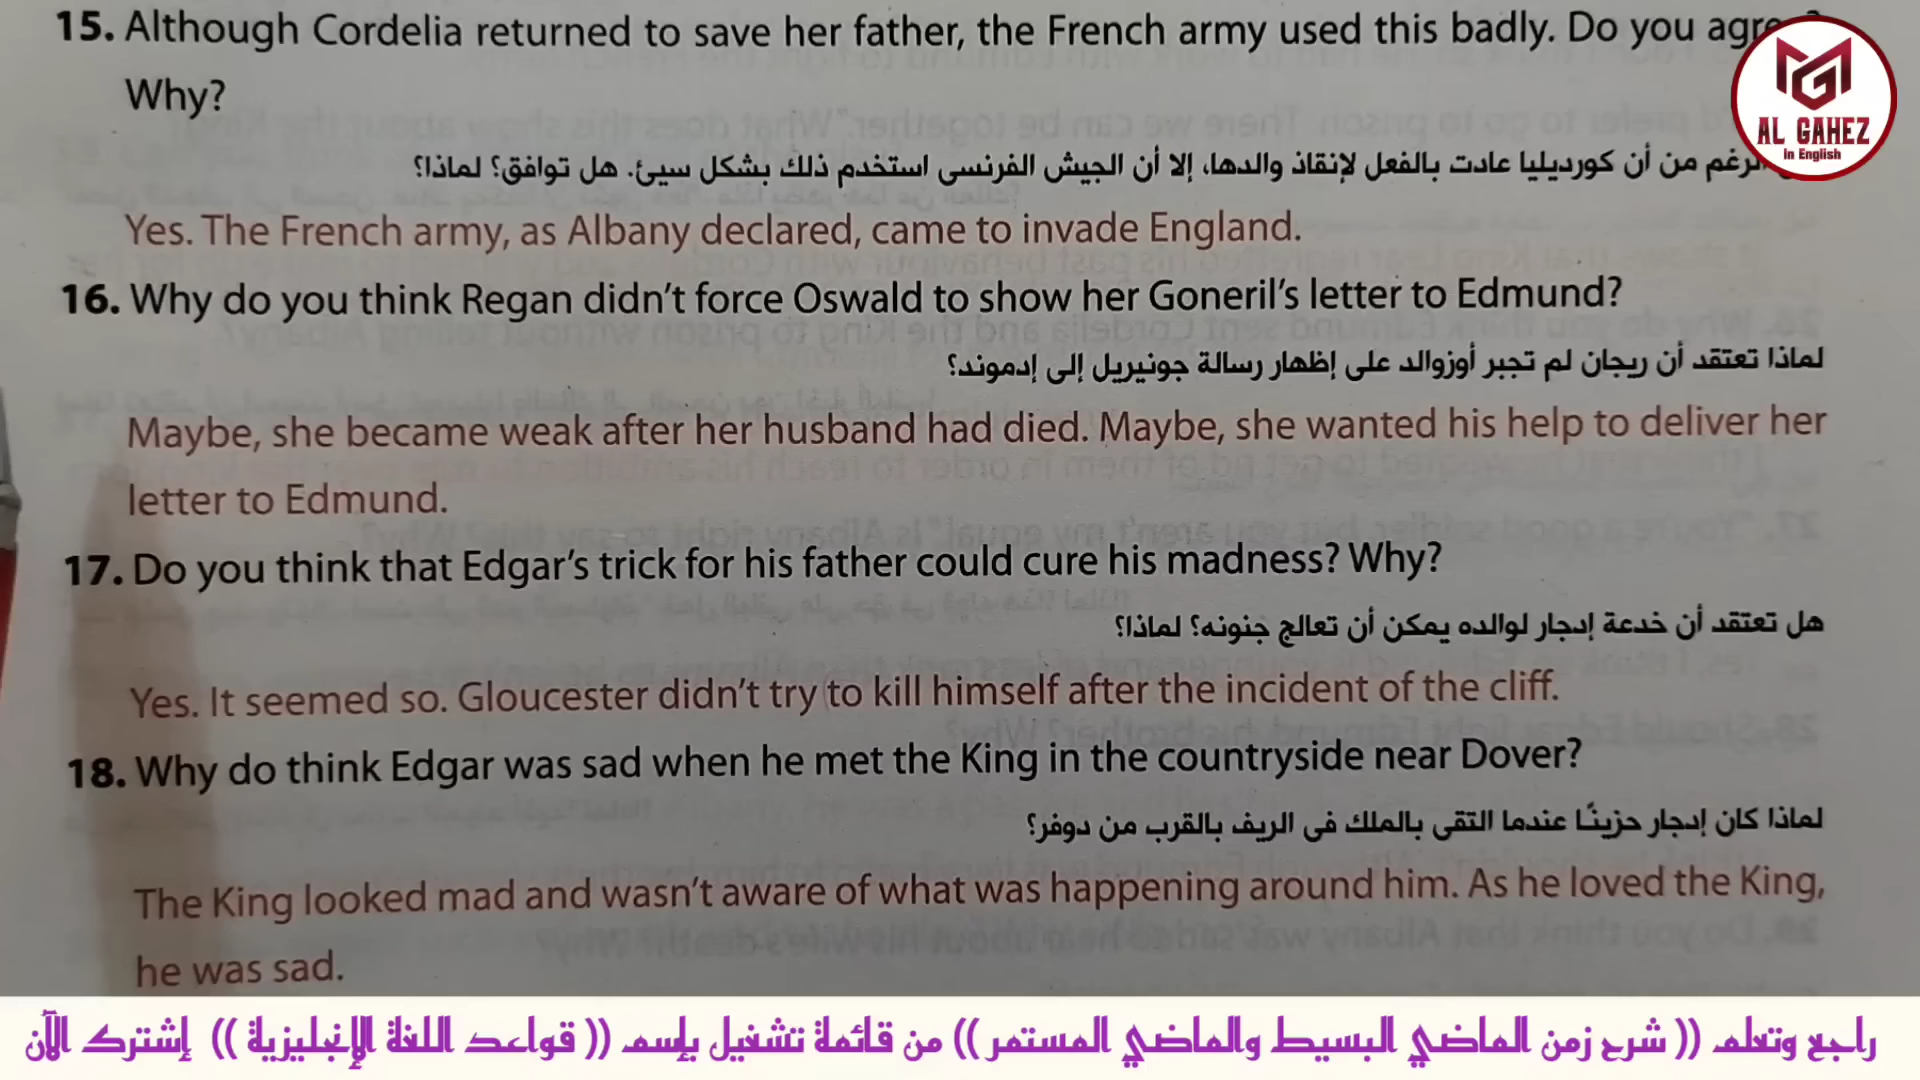 15. Although Cordelia returned to save her father, the French army used this badly. Do you
Why?
الرغم من أن كورديليا عادت بالفعل لإنقاذ والدها، إلا أن الجيش الفرنسى استخدم ذلك بشكل سيئ. هل توافق؟ لماذا؟
Yes. The French army, as Albany declared, came to invade England.
16. Why do you think Regan didn't force Oswald to show her Goneril's letter to Edmund?
لماذا تعتقد أن ريجان لم تجبر أوزوالد على إظهار رسالة جونيريل إلى إدموند؟
Maybe, she became weak after her husband had died. Maybe, she wanted his help to deliver her
letter to Edmund.
17. Do you think that Edgar's trick for his father could cure his madness? Why?
هل تعتقد أن خدعة إدجار لوالده يمكن أن تعالج جنونه؟ لماذا؟
Yes. It seemed so. Gloucester didn't try to kill himself after the incident of the cliff.
18. Why do think Edgar was sad when he met the King in the countryside near Dover?
لماذا كان إدجار حزينًا عندما التقى بالملك فى الريف بالقرب من دوفر؟
The King looked mad and wasn't aware of what was happening around him. As he loved the King,
he was sad.
AL GAHEZ
in English
راجع وتعلم (( شرح زمن الماضي البسيط والماضي المستمر )) من قائمة تشغيل بإسم (( قواعد اللغة الإنجليزية )) إشترك الآن